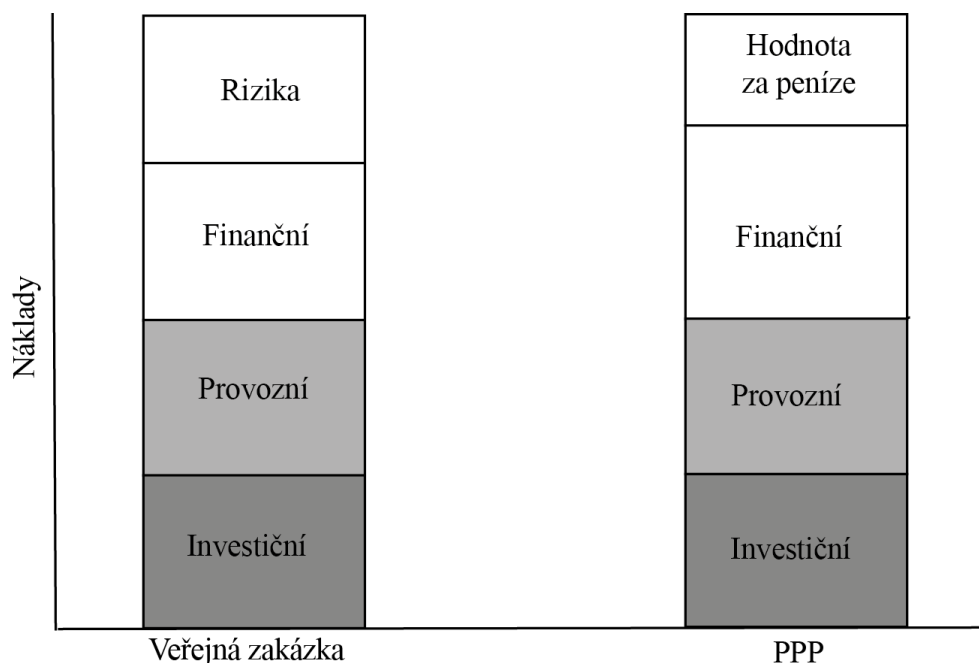 Náklady
Rizika
Finanční
Provozní
Investiční
Veřejná zakázka
Hodnota
za peníze
Finanční
Provozní
Investiční
PPP